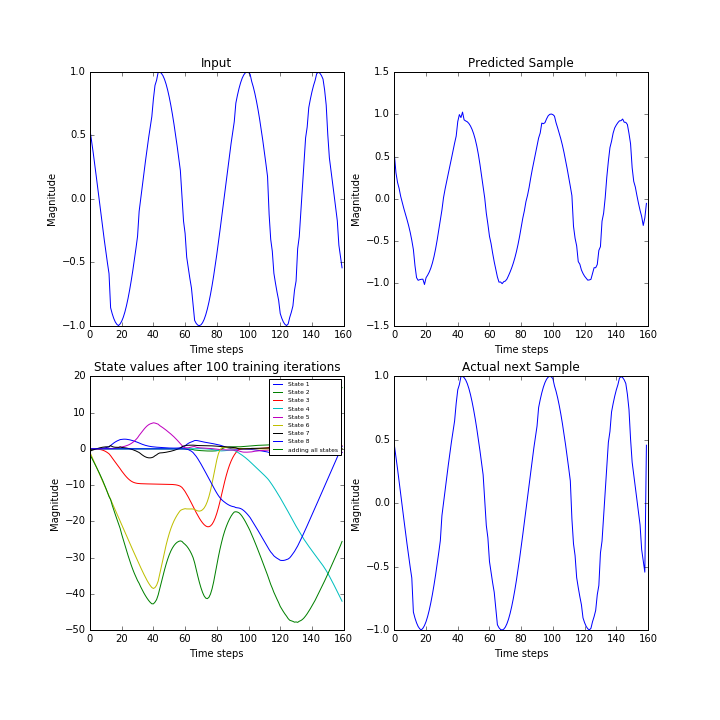 Input
Magnitude
1.0
0.5
0.0
−0.5
−1.0
0 20 40 60 80 100 120 140 160
Time steps
Predicted Sample
Magnitude
1.5
1.0
0.5
0.0
−0.5
−1.0
−1.5
0 20 40 60 80 100 120 140 160
Time steps
State values after 100 training iterations
Magnitude
20
10
0
−10
−20
−30
−40
−50
0 20 40 60 80 100 120 140 160
Time steps
State 1
State 2
State 3
State 4
State 5
State 6
State 7
State 8
adding all states
Actual next Sample
Magnitude
1.0
0.5
0.0
−0.5
−1.0
0 20 40 60 80 100 120 140 160
Time steps